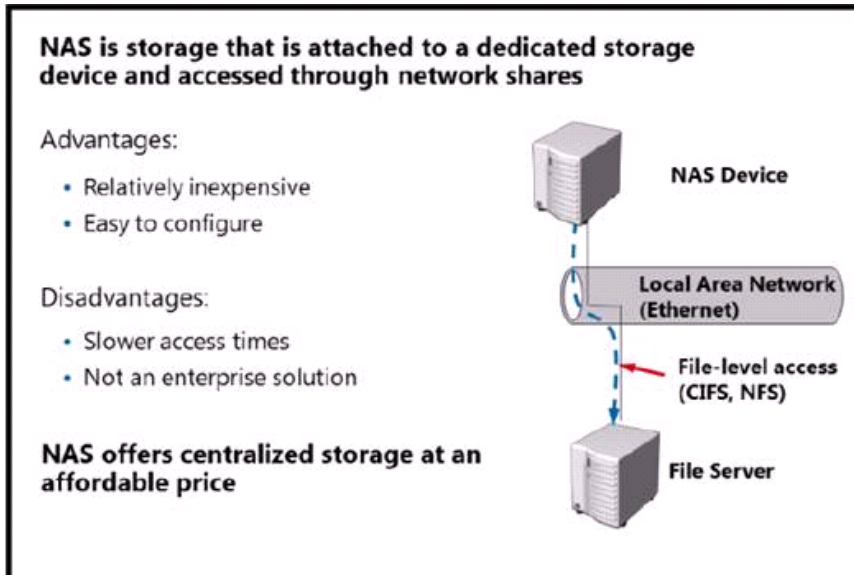 NAS is storage that is attached to a dedicated storage
device and accessed through network shares
Advantages:
• Relatively inexpensive
• Easy to configure
Disadvantages:
• Slower access times
• Not an enterprise solution
NAS offers centralized storage at an
affordable price
NAS Device
Local Area Network
(Ethernet)
File-level access
(CIFS, NFS)
File Server